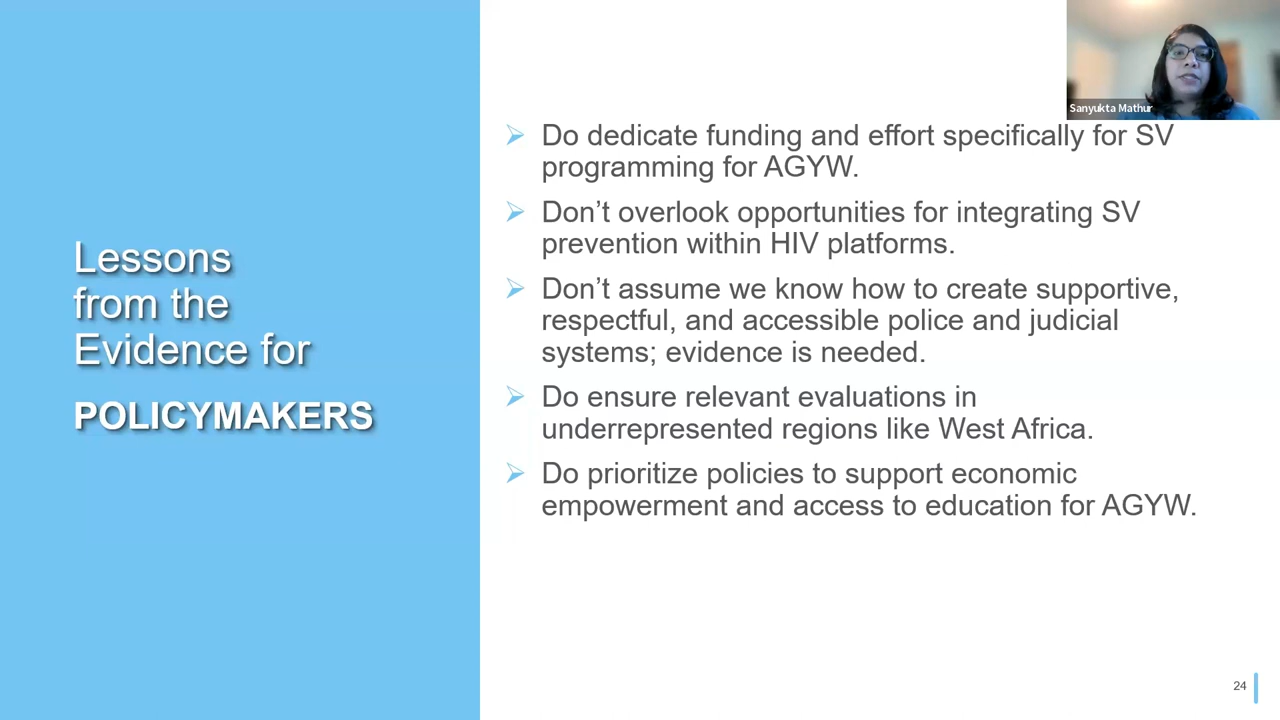 Sanyukta Mathur
Lessons
from the
Evidence for
POLICYMAKERS
Do dedicate funding and effort specifically for SV
programming for AGYW.
Don’t overlook opportunities for integrating SV
prevention within HIV platforms.
Don’t assume we know how to create supportive,
respectful, and accessible police and judicial
systems; evidence is needed.
Do ensure relevant evaluations in
underrepresented regions like West Africa.
Do prioritize policies to support economic
empowerment and access to education for AGYW.
24